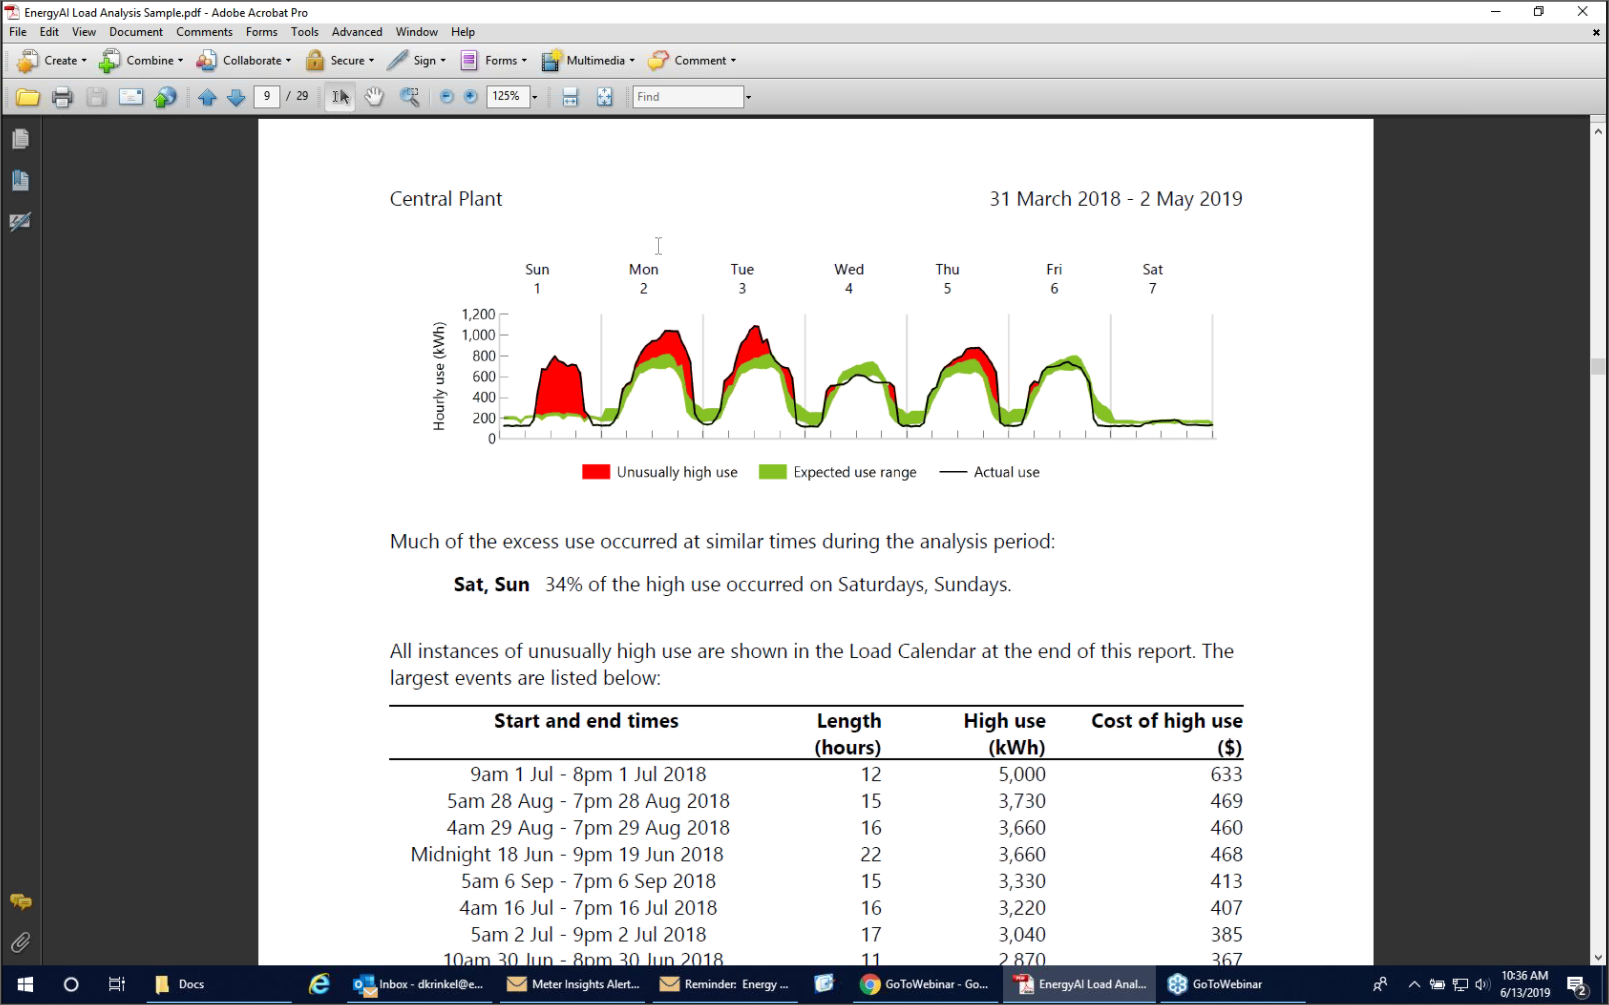 EnergyAI Load Analysis Sample.pdf - Adobe Acrobat Pro
File Edit View Document Comments Forms Tools Advanced Window Help
Create Combine Collaborate Secure Sign Forms Multimedia Comment
9 / 29 125% Find
Central Plant 31 March 2018 - 2 May 2019
Sun Mon Tue Wed Thu Fri Sat
1 2 3 4 5 6 7
Hourly use (kWh)
1,200
1,000
800
600
400
200
0
Unusually high use Expected use range Actual use
Much of the excess use occurred at similar times during the analysis period:
Sat, Sun 34% of the high use occurred on Saturdays, Sundays.
All instances of unusually high use are shown in the Load Calendar at the end of this report. The
largest events are listed below:
Start and end times Length High use Cost of high use
(hours) (kWh) ($)
9am 1 Jul - 8pm 1 Jul 2018 12 5,000 633
5am 28 Aug - 7pm 28 Aug 2018 15 3,730 469
4am 29 Aug - 7pm 29 Aug 2018 16 3,660 460
Midnight 18 Jun - 9pm 19 Jun 2018 22 3,660 468
5am 6 Sep - 7pm 6 Sep 2018 15 3,330 413
4am 16 Jul - 7pm 16 Jul 2018 16 3,220 407
5am 2 Jul - 9pm 2 Jul 2018 17 3,040 385
10am 30 Jun - 8pm 30 Jun 2018 11 2,870 367
Docs Inbox - dkrinkel@e... Meter Insights Alert... Reminder: Energy ... GoToWebinar - Go... EnergyAI Load Anal... GoToWebinar 10:36 AM
6/13/2019 2